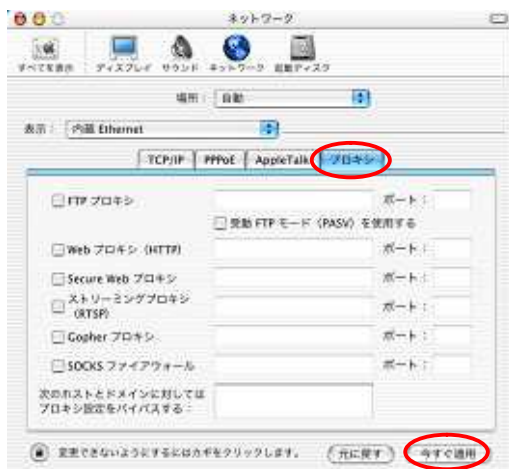 ネットワーク
すべてを表示 ディスプレイ サウンド ネットワーク 起動ディスク
場所： 自動
表示： 内蔵 Ethernet
TCP/IP PPPoE AppleTalk プロキシ
FTP プロキシ ポート：
受動 FTP モード（PASV）を使用する
Web プロキシ（HTTP） ポート：
Secure Web プロキシ ポート：
ストリーミングプロキシ
（RTSP） ポート：
Gopher プロキシ ポート：
SOCKS ファイアウォール ポート：
次のホストとドメインに対しては
プロキシ設定をバイパスする：
変更できないようにするにはカギをクリックします。 元に戻す 今すぐ適用